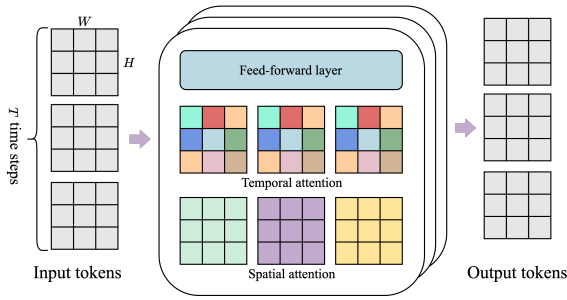 W
H
T time steps
Input tokens
Feed-forward layer
Temporal attention
Spatial attention
Output tokens